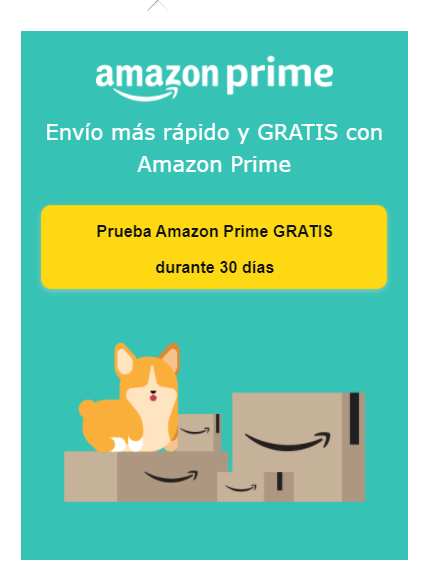 amazon prime
Envío más rápido y GRATIS con
Amazon Prime
Prueba Amazon Prime GRATIS
durante 30 días